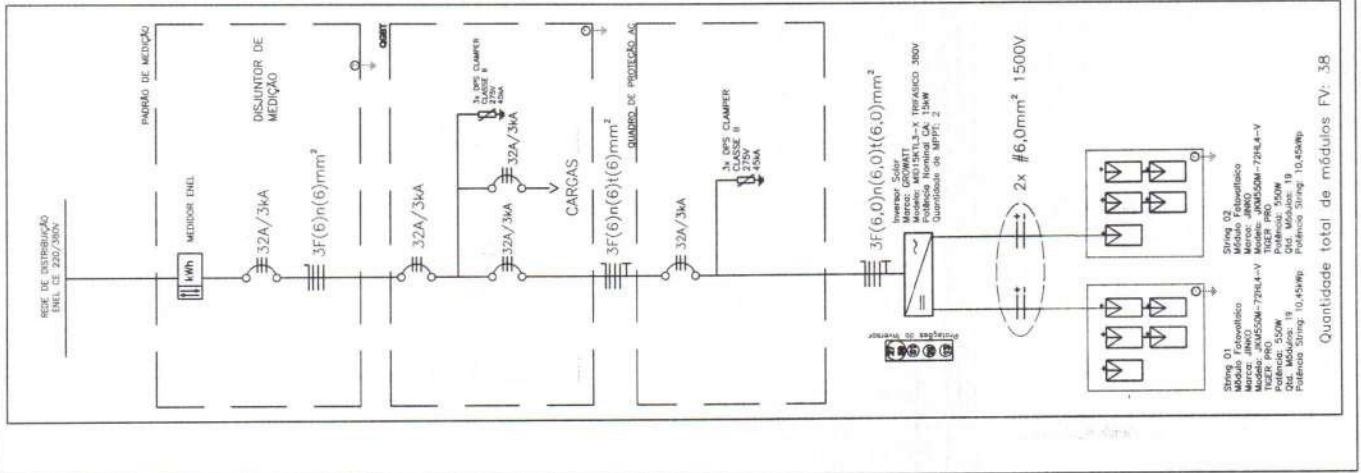 REDE DE DISTRIBUIÇÃO
ENEL CE 220/380V
PADRÃO DE MEDIÇÃO
kWh
MEDIDOR ENEL
DISJUNTOR DE
MEDIÇÃO
32A/3kA
3F(6)n(6)mm²
QGBT
32A/3kA
3x DPS CLAMPER
CLASSE II
275V
45kA
32A/3kA
32A/3kA
CARGAS
3F(6)n(6)t(6)mm²
QUADRO DE PROTEÇÃO AC
32A/3kA
3x DPS CLAMPER
CLASSE II
275V
45kA
3F(6,0)n(6,0)t(6,0)mm²
Inversor Solar
Marca: GROWATT
Modelo: MID15KTL3-X TRIFASICO 380V
Potência Nominal CA: 15kW
Quantidade de MPPT: 2
Proteções do Inversor
2x #6,0mm² 1500V
String 01
Módulo Fotovoltaico
Marca: JINKO
Modelo: JKM550M-72HL4-V
TIGER PRO
Potência: 550W
Qtd. Módulos: 19
Potência String: 10,45kWp
String 02
Módulo Fotovoltaico
Marca: JINKO
Modelo: JKM550M-72HL4-V
TIGER PRO
Potência: 550W
Qtd. Módulos: 19
Potência String: 10,45kWp
Quantidade total de módulos FV: 38